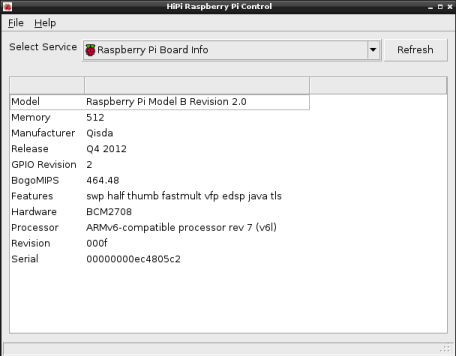 HiPi Raspberry Pi Control
File Help
Select Service Raspberry Pi Board Info Refresh
Model Raspberry Pi Model B Revision 2.0
Memory 512
Manufacturer Qisda
Release Q4 2012
GPIO Revision 2
BogoMIPS 464.48
Features swp half thumb fastmult vfp edsp java tls
Hardware BCM2708
Processor ARMv6-compatible processor rev 7 (v6l)
Revision 000f
Serial 00000000ec4805c2